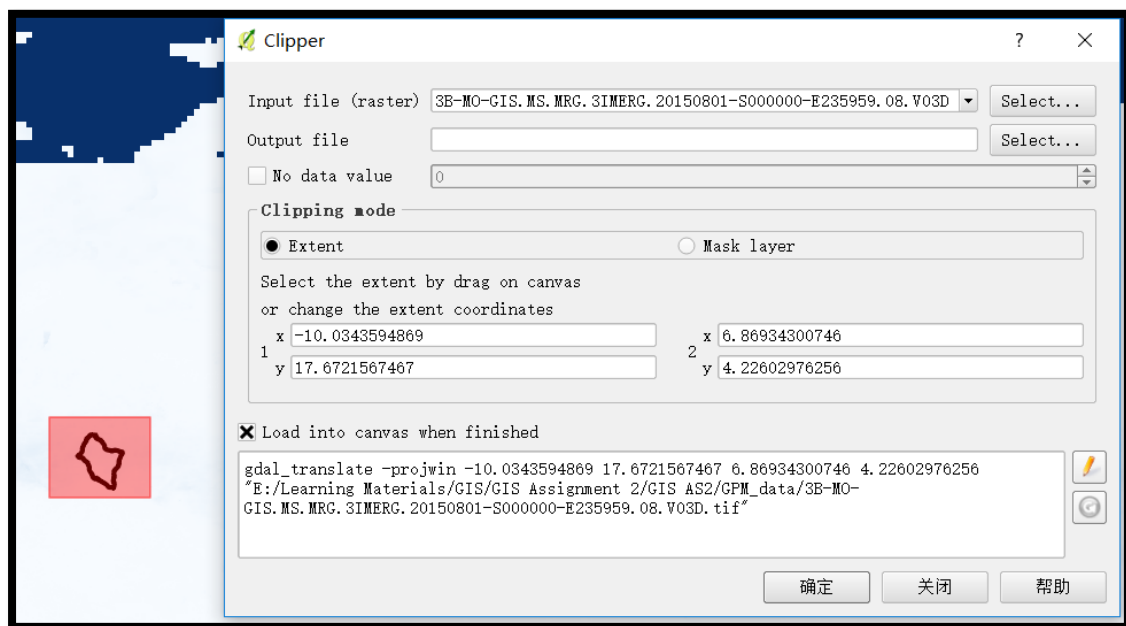 Clipper
Input file (raster) 3B-MO-GIS.MS.MRG.3IMERG.20150801-S000000-E235959.08.V03D Select...
Output file Select...
No data value 0
Clipping mode
Extent Mask layer
Select the extent by drag on canvas
or change the extent coordinates
x -10.0343594869 x 6.86934300746
1 2
y 17.6721567467 y 4.22602976256
Load into canvas when finished
gdal_translate -projwin -10.0343594869 17.6721567467 6.86934300746 4.22602976256
"E:/Learning Materials/GIS/GIS Assignment 2/GIS AS2/GPM_data/3B-MO-
GIS.MS.MRG.3IMERG.20150801-S000000-E235959.08.V03D.tif"
确定 关闭 帮助